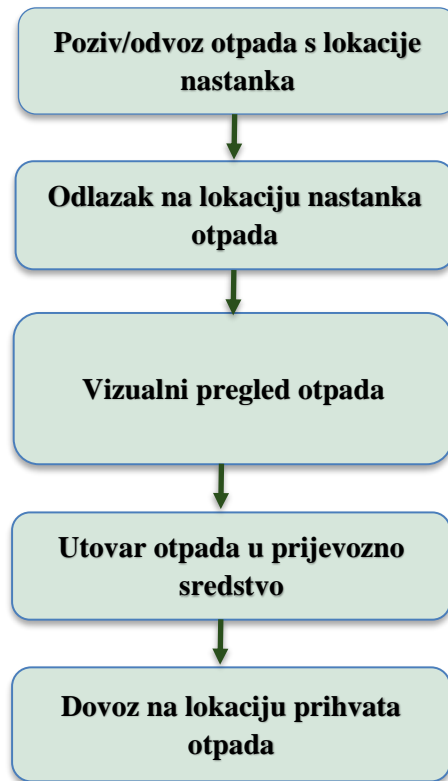 Poziv/odvoz otpada s lokacije
nastanka
Odlazak na lokaciju nastanka
otpada
Vizualni pregled otpada
Utovar otpada u prijevozno
sredstvo
Dovoz na lokaciju prihvata
otpada